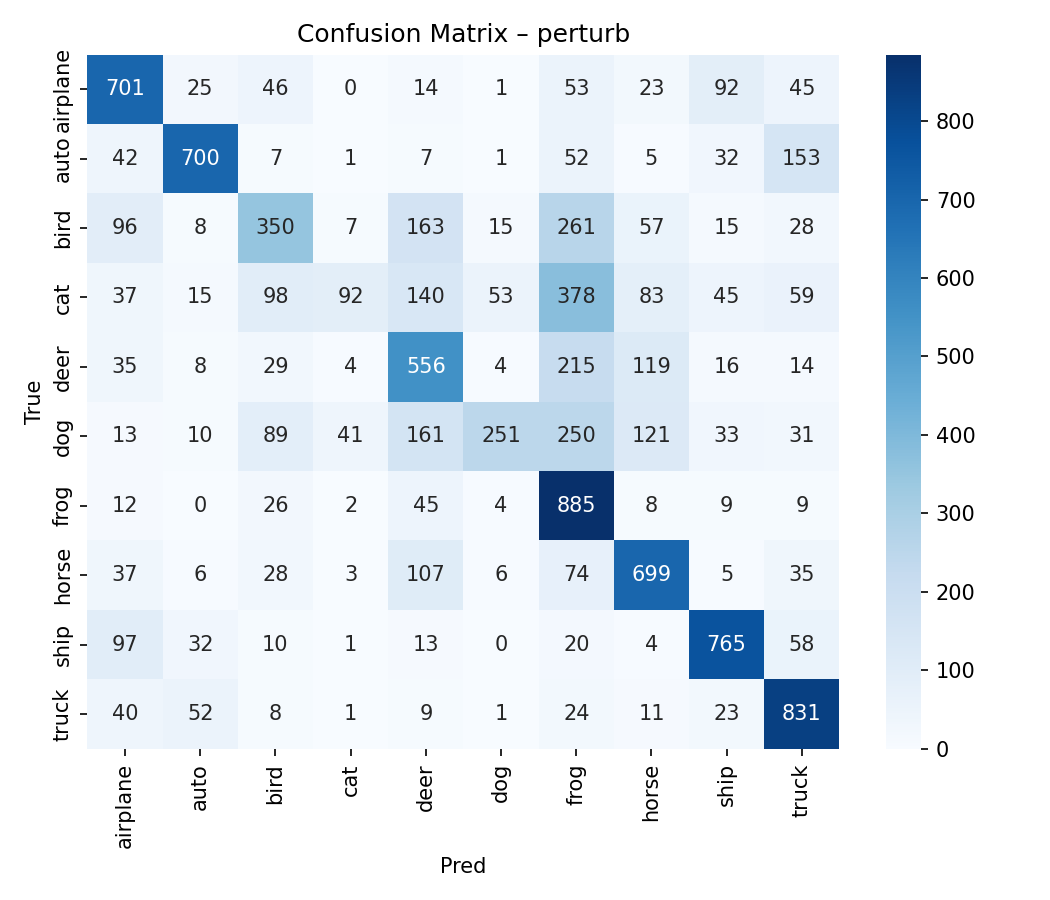 Confusion Matrix – perturb
airplane 701 25 46 0 14 1 53 23 92 45
auto 42 700 7 1 7 1 52 5 32 153
bird 96 8 350 7 163 15 261 57 15 28
cat 37 15 98 92 140 53 378 83 45 59
deer 35 8 29 4 556 4 215 119 16 14
dog 13 10 89 41 161 251 250 121 33 31
frog 12 0 26 2 45 4 885 8 9 9
horse 37 6 28 3 107 6 74 699 5 35
ship 97 32 10 1 13 0 20 4 765 58
truck 40 52 8 1 9 1 24 11 23 831
True
airplane auto bird cat deer dog frog horse ship truck
Pred
800
700
600
500
400
300
200
100
0